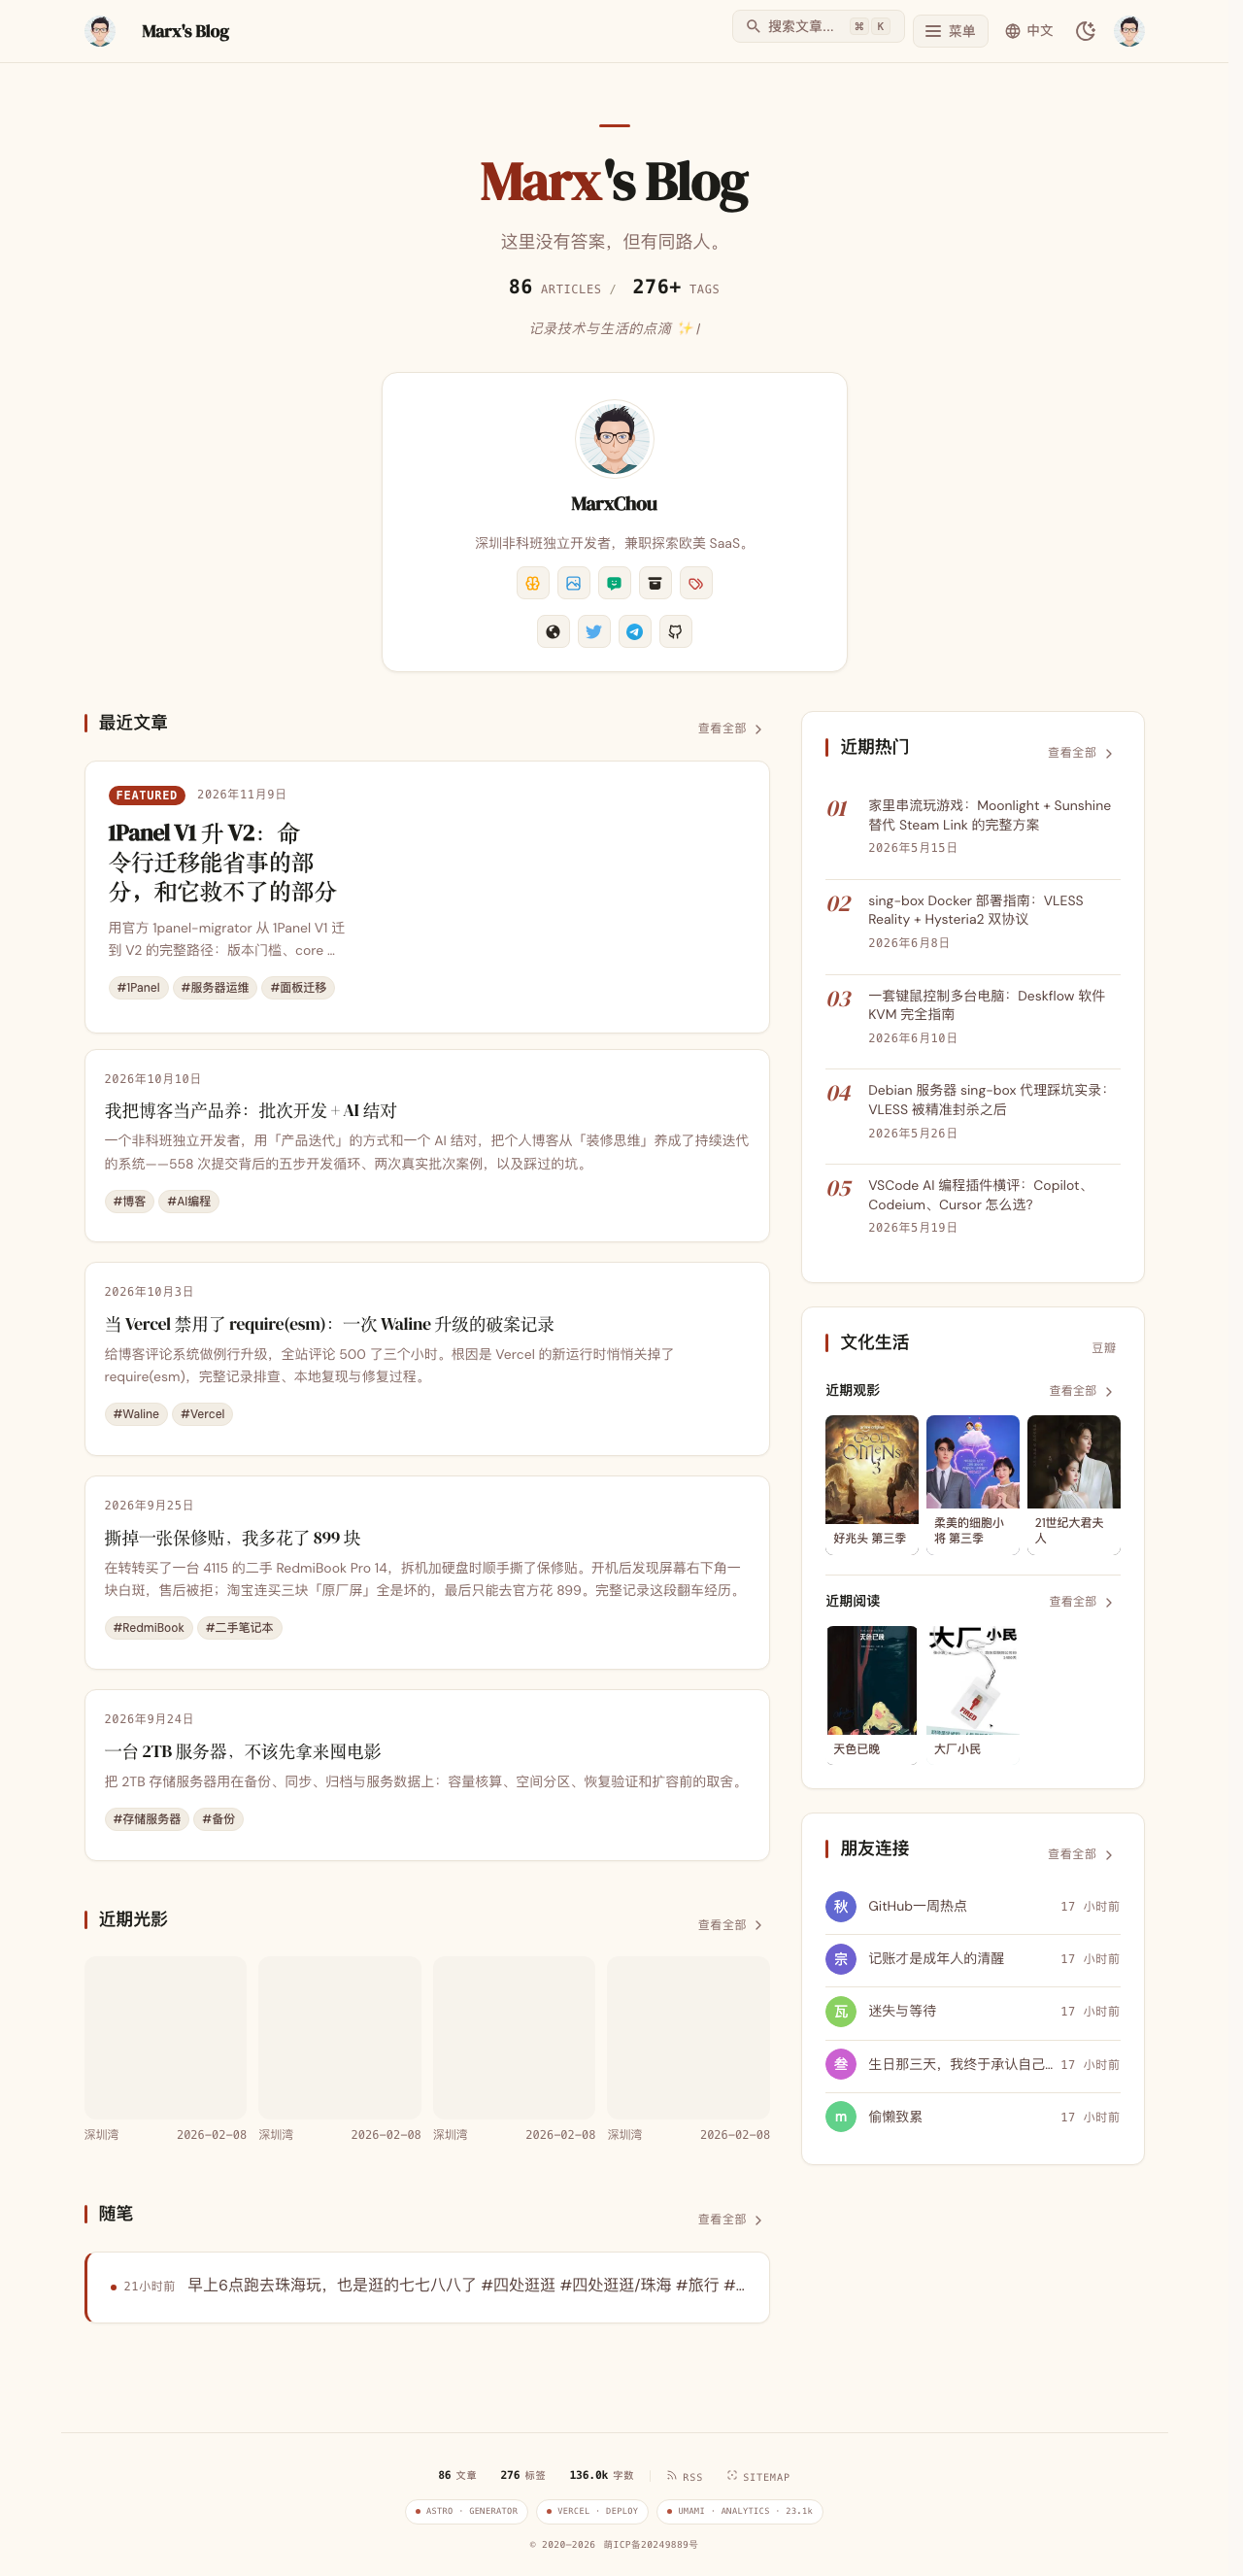 Marx's Blog
搜索文章... ⌘ K
菜单
中文
Marx's Blog
这里没有答案，但有同路人。
86 ARTICLES / 276+ TAGS
记录技术与生活的点滴 ✨ |
MarxChou
深圳非科班独立开发者，兼职探索欧美 SaaS。
最近文章
查看全部
FEATURED 2026年11月9日
1Panel V1 升 V2：命
令行迁移能省事的部
分，和它救不了的部分
用官方 1panel-migrator 从 1Panel V1 迁
到 V2 的完整路径：版本门槛、core ...
#1Panel #服务器运维 #面板迁移
2026年10月10日
我把博客当产品养：批次开发 + AI 结对
一个非科班独立开发者，用「产品迭代」的方式和一个 AI 结对，把个人博客从「装修思维」养成了持续迭代
的系统——558 次提交背后的五步开发循环、两次真实批次案例，以及踩过的坑。
#博客 #AI编程
2026年10月3日
当 Vercel 禁用了 require(esm)：一次 Waline 升级的破案记录
给博客评论系统做例行升级，全站评论 500 了三个小时。根因是 Vercel 的新运行时悄悄关掉了
require(esm)，完整记录排查、本地复现与修复过程。
#Waline #Vercel
2026年9月25日
撕掉一张保修贴，我多花了 899 块
在转转买了一台 4115 的二手 RedmiBook Pro 14，拆机加硬盘时顺手撕了保修贴。开机后发现屏幕右下角一
块白斑，售后被拒；淘宝连买三块「原厂屏」全是坏的，最后只能去官方花 899。完整记录这段翻车经历。
#RedmiBook #二手笔记本
2026年9月24日
一台 2TB 服务器，不该先拿来囤电影
把 2TB 存储服务器用在备份、同步、归档与服务数据上：容量核算、空间分区、恢复验证和扩容前的取舍。
#存储服务器 #备份
近期光影
查看全部
深圳湾 2026-02-08
深圳湾 2026-02-08
深圳湾 2026-02-08
深圳湾 2026-02-08
随笔
查看全部
21小时前 早上6点跑去珠海玩，也是逛的七七八八了 #四处逛逛 #四处逛逛/珠海 #旅行 #...
近期热门
查看全部
01 家里串流玩游戏：Moonlight + Sunshine
替代 Steam Link 的完整方案
2026年5月15日
02 sing-box Docker 部署指南：VLESS
Reality + Hysteria2 双协议
2026年6月8日
03 一套键鼠控制多台电脑：Deskflow 软件
KVM 完全指南
2026年6月10日
04 Debian 服务器 sing-box 代理踩坑实录：
VLESS 被精准封杀之后
2026年5月26日
05 VSCode AI 编程插件横评：Copilot、
Codeium、Cursor 怎么选？
2026年5月19日
文化生活
豆瓣
近期观影
查看全部
GOOD OMENS 3
好兆头 第三季
柔美的细胞小
将 第三季
21世纪大君夫
人
近期阅读
查看全部
天色已晚
天色已晚
大厂小民
FIRED
大厂小民
朋友连接
查看全部
秋 GitHub一周热点 17 小时前
宗 记账才是成年人的清醒 17 小时前
瓦 迷失与等待 17 小时前
叁 生日那三天，我终于承认自己... 17 小时前
m 偷懒致累 17 小时前
86 文章 276 标签 136.0k 字数 RSS SITEMAP
ASTRO · GENERATOR VERCEL · DEPLOY UMAMI · ANALYTICS · 23.1k
© 2020—2026 萌ICP备20249889号